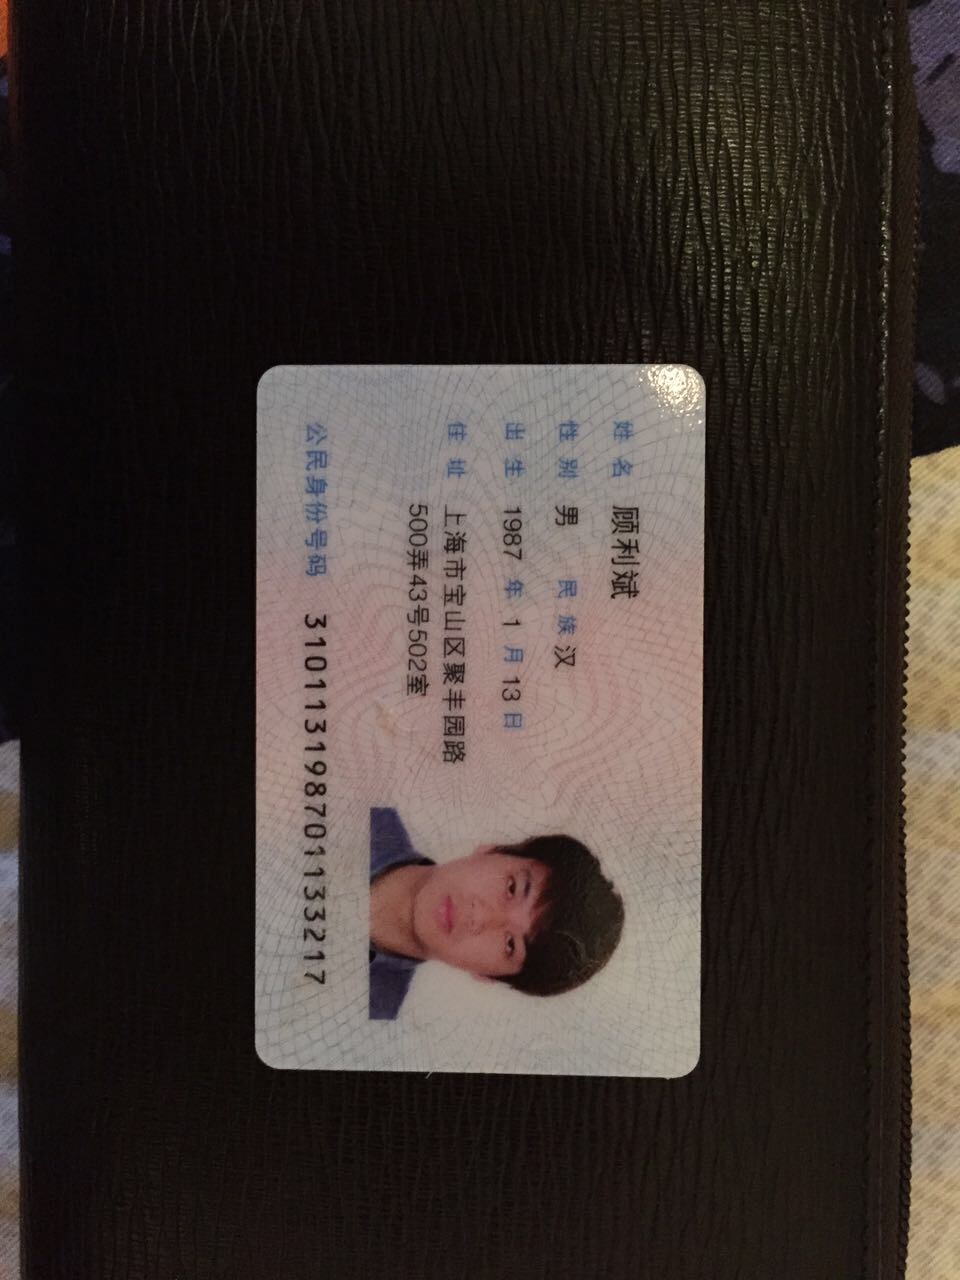 姓名 顾利斌
性别 男 民族 汉
出生 1987 年 1 月 13 日
住址 上海市宝山区聚丰园路
500弄43号502室
公民身份号码 310113198701133217